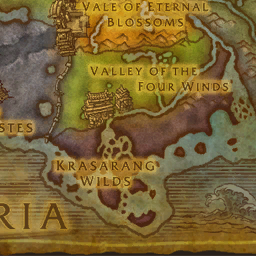 Vale of Eternal
Blossoms
Valley of the
Four Winds
stes
Krasarang
Wilds
ria